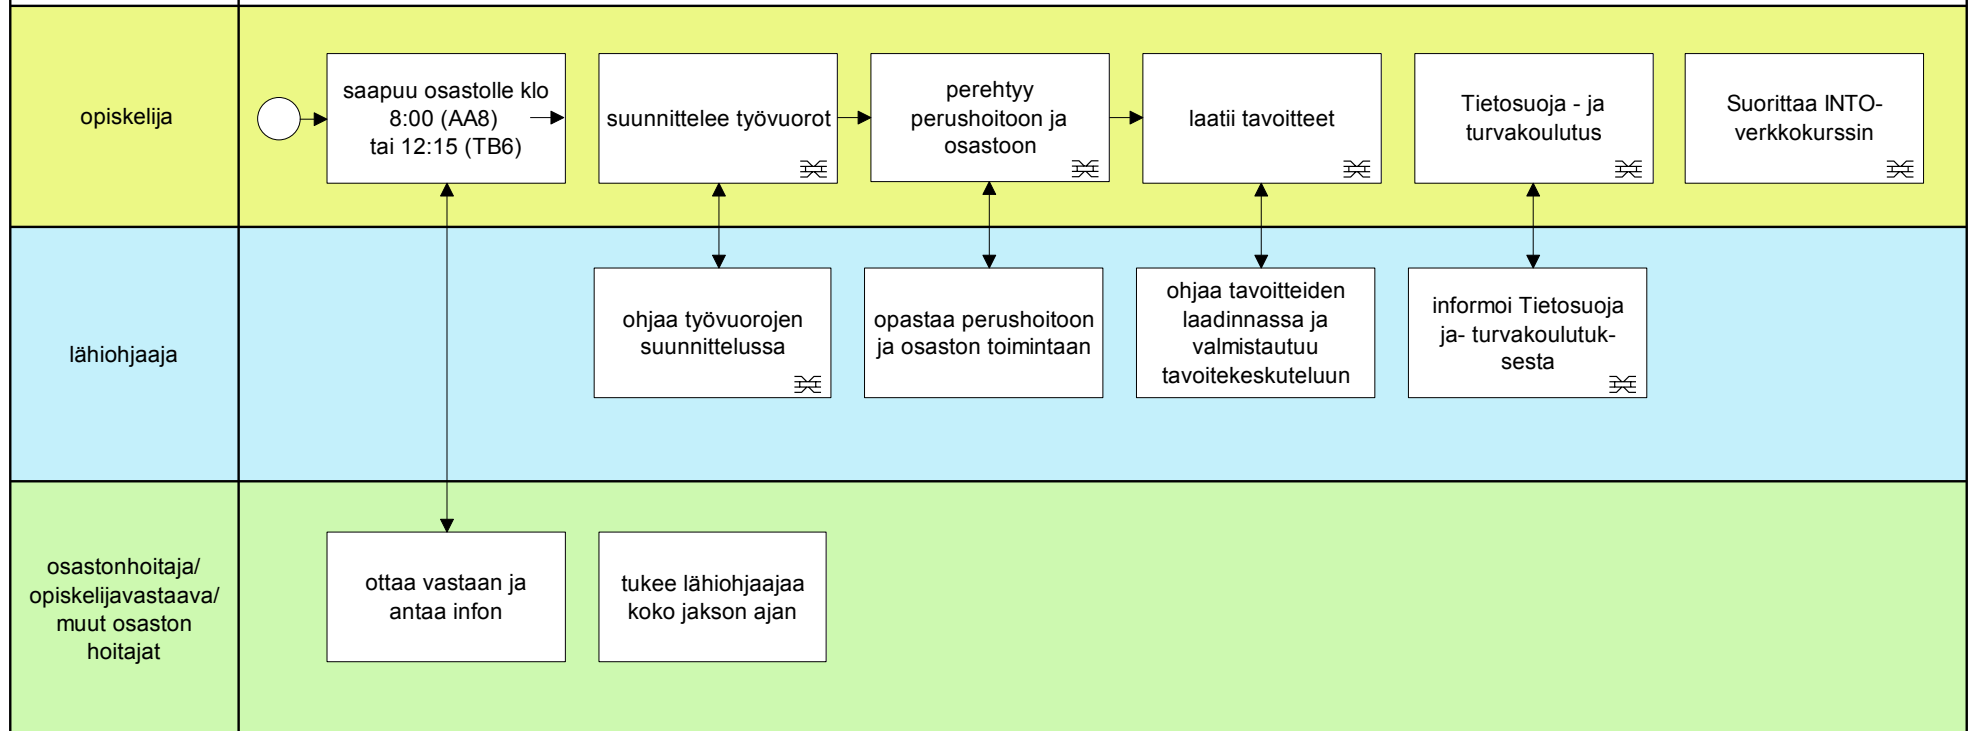 opiskelija
saapuu osastolle klo
8:00 (AA8)
tai 12:15 (TB6)
suunnittelee työvuorot
perehtyy
perushoitoon ja
osastoon
laatii tavoitteet
Tietosuoja - ja
turvakoulutus
Suorittaa INTO-
verkkokurssin
lähiohjaaja
ohjaa työvuorojen
suunnittelussa
opastaa perushoitoon
ja osaston toimintaan
ohjaa tavoitteiden
laadinnassa ja
valmistautuu
tavoitekeskuteluun
informoi Tietosuoja
ja- turvakoulutuk-
sesta
osastonhoitaja/
opiskelijavastaava/
muut osaston
hoitajat
ottaa vastaan ja
antaa infon
tukee lähiohjaajaa
koko jakson ajan